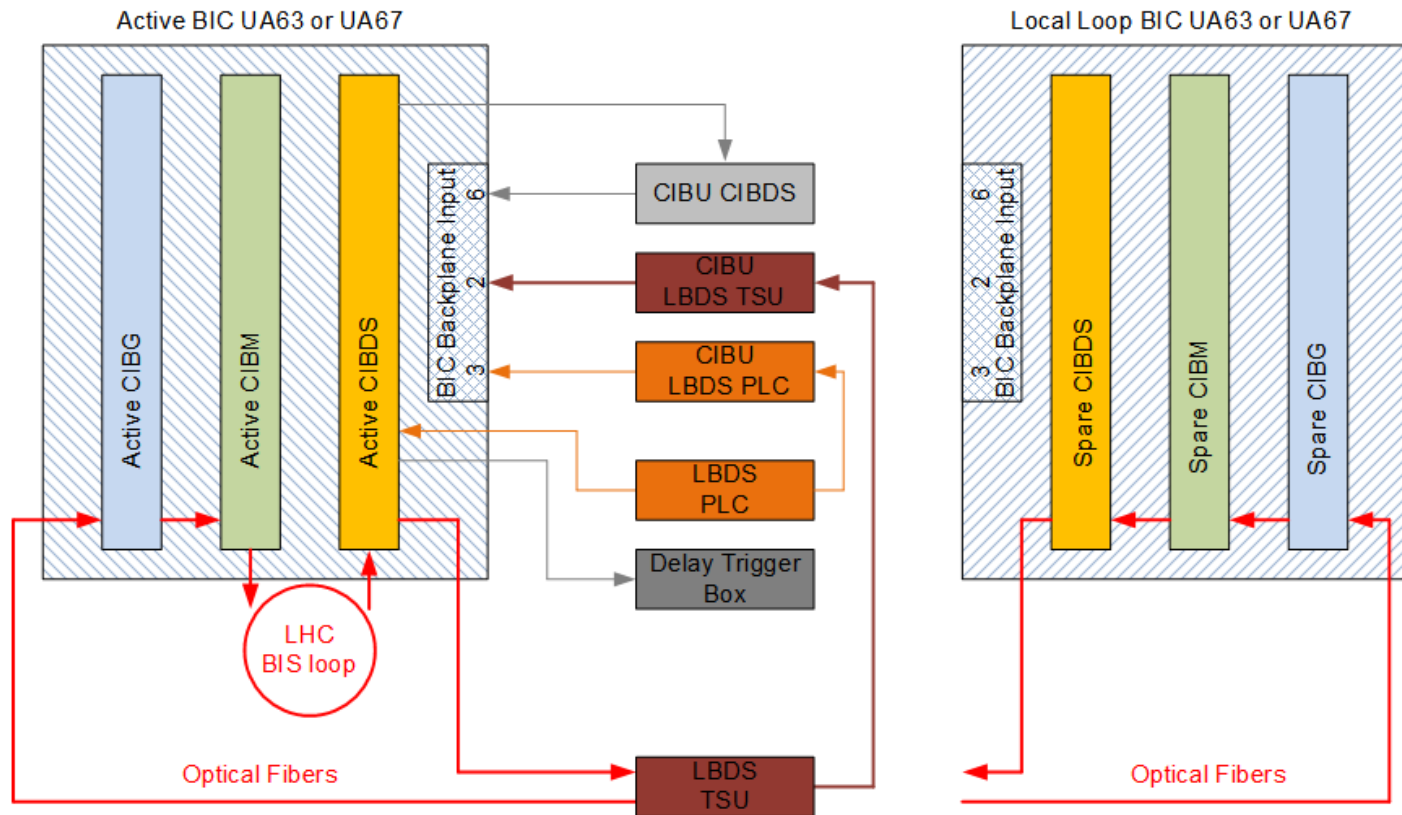 Active BIC UA63 or UA67
Local Loop BIC UA63 or UA67
Active CIBG
Active CIBM
Active CIBDS
BIC Backplane Input
6
2
3
CIBU CIBDS
CIBU
LBDS TSU
CIBU
LBDS PLC
LBDS
PLC
Delay Trigger
Box
LHC
BIS loop
Optical Fibers
LBDS
TSU
6
2
3
BIC Backplane Input
Spare CIBDS
Spare CIBM
Spare CIBG
Optical Fibers